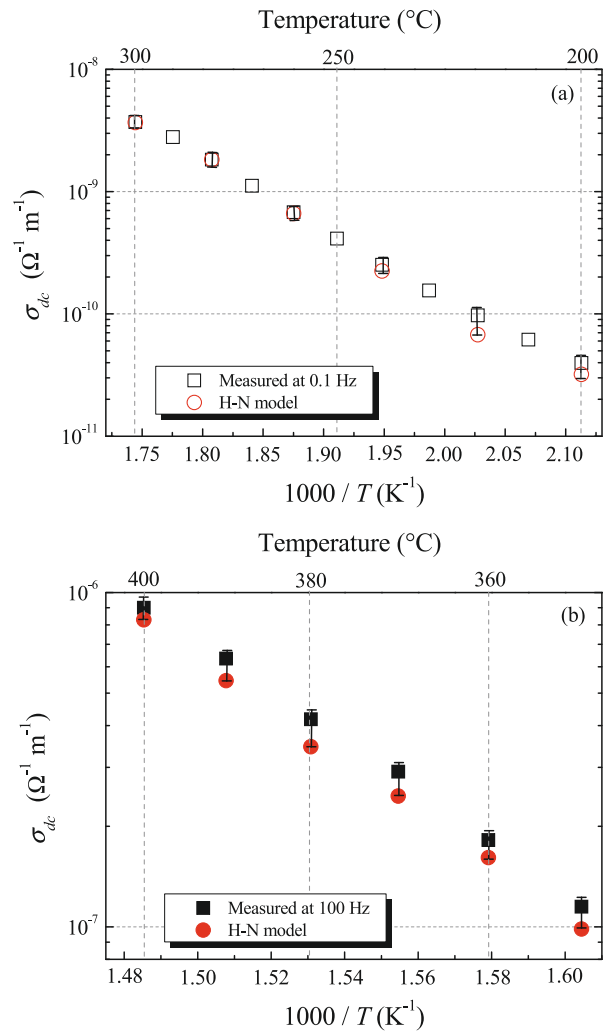 Temperature (°C)
300 250 200
(a)
10⁻⁸
10⁻⁹
10⁻¹⁰
10⁻¹¹
σdc (Ω⁻¹ m⁻¹)
Measured at 0.1 Hz
H-N model
1.75 1.80 1.85 1.90 1.95 2.00 2.05 2.10
1000 / T (K⁻¹)
Temperature (°C)
400 380 360
(b)
10⁻⁶
10⁻⁷
σdc (Ω⁻¹ m⁻¹)
Measured at 100 Hz
H-N model
1.48 1.50 1.52 1.54 1.56 1.58 1.60
1000 / T (K⁻¹)